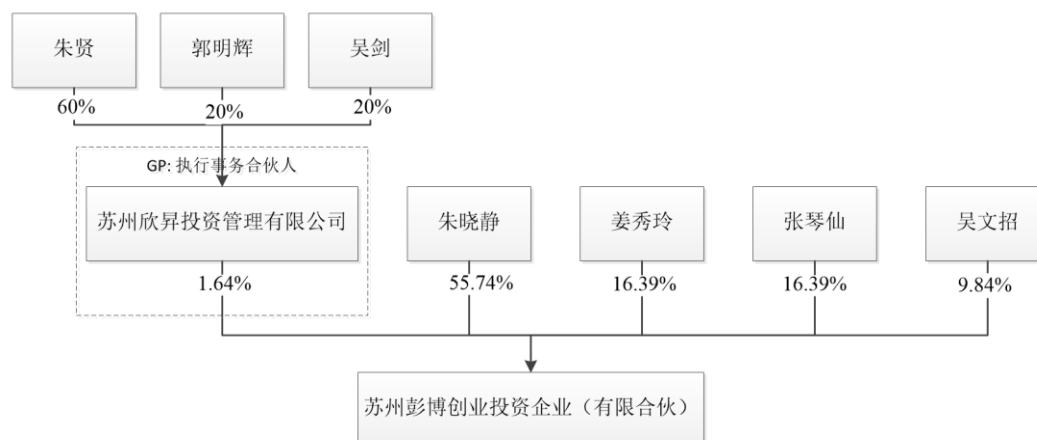 朱贤
郭明辉
吴剑
60%
20%
20%
GP: 执行事务合伙人
苏州欣昇投资管理有限公司
朱晓静
姜秀玲
张琴仙
吴文招
1.64%
55.74%
16.39%
16.39%
9.84%
苏州彭博创业投资企业（有限合伙）